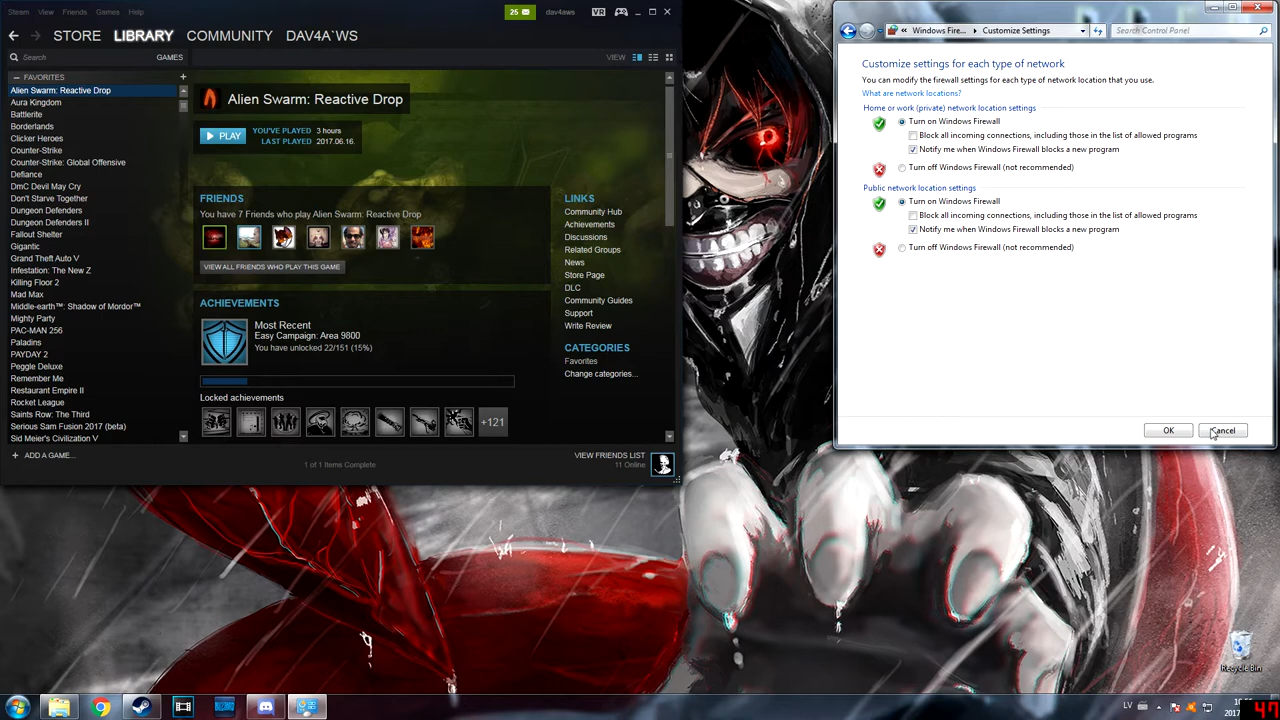 Steam View Friends Games Help
25
dav4aws
VR
STORE LIBRARY COMMUNITY DAV4A`WS
Search
GAMES
VIEW
FAVORITES
Alien Swarm: Reactive Drop
Aura Kingdom
Battlerite
Borderlands
Clicker Heroes
Counter-Strike
Counter-Strike: Global Offensive
Defiance
DmC Devil May Cry
Don't Starve Together
Dungeon Defenders
Dungeon Defenders II
Fallout Shelter
Gigantic
Grand Theft Auto V
Infestation: The New Z
Killing Floor 2
Mad Max
Middle-earth™: Shadow of Mordor™
Mighty Party
PAC-MAN 256
Paladins
PAYDAY 2
Peggle Deluxe
Remember Me
Restaurant Empire II
Rocket League
Saints Row: The Third
Serious Sam Fusion 2017 (beta)
Sid Meier's Civilization V
ADD A GAME...
Alien Swarm: Reactive Drop
PLAY
YOU'VE PLAYED 3 hours
LAST PLAYED 2017.06.16.
FRIENDS
You have 7 Friends who play Alien Swarm: Reactive Drop
VIEW ALL FRIENDS WHO PLAY THIS GAME
ACHIEVEMENTS
Most Recent
Easy Campaign: Area 9800
You have unlocked 22/151 (15%)
Locked achievements
+121
LINKS
Community Hub
Achievements
Discussions
Related Groups
News
Store Page
DLC
Community Guides
Support
Write Review
CATEGORIES
Favorites
Change categories...
1 of 1 Items Complete
VIEW FRIENDS LIST
11 Online
« Windows Fire... Customize Settings
Search Control Panel
Customize settings for each type of network
You can modify the firewall settings for each type of network location that you use.
What are network locations?
Home or work (private) network location settings
Turn on Windows Firewall
Block all incoming connections, including those in the list of allowed programs
Notify me when Windows Firewall blocks a new program
Turn off Windows Firewall (not recommended)
Public network location settings
Turn on Windows Firewall
Block all incoming connections, including those in the list of allowed programs
Notify me when Windows Firewall blocks a new program
Turn off Windows Firewall (not recommended)
OK
Cancel
Recycle Bin
LV
47